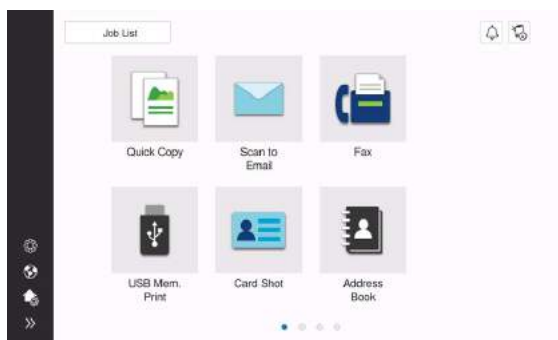 Job List
Quick Copy
Scan to
Email
Fax
USB Mem.
Print
Card Shot
Address
Book